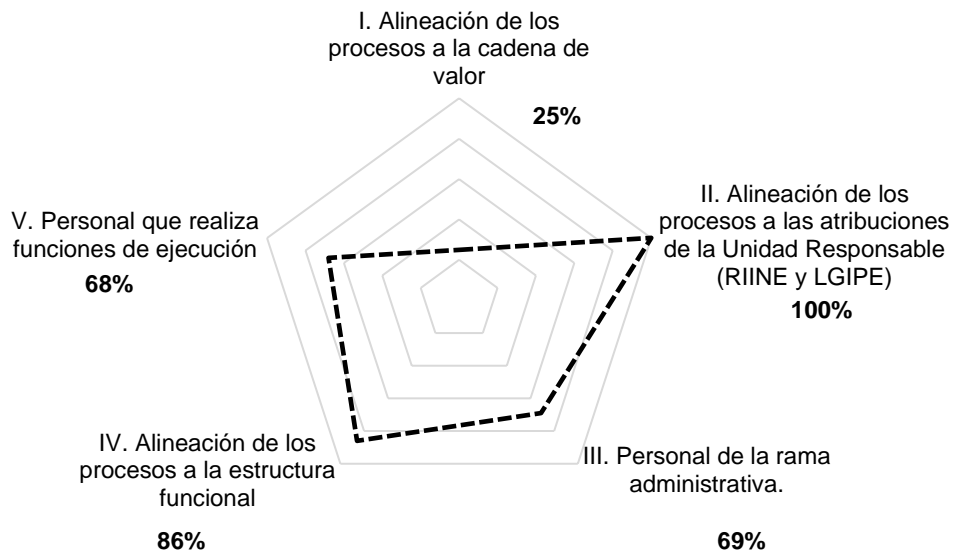 I. Alineación de los
procesos a la cadena de
valor
25%
II. Alineación de los
procesos a las atribuciones
de la Unidad Responsable
(RIINE y LGIPE)
100%
III. Personal de la rama
administrativa.
69%
IV. Alineación de los
procesos a la estructura
funcional
86%
V. Personal que realiza
funciones de ejecución
68%